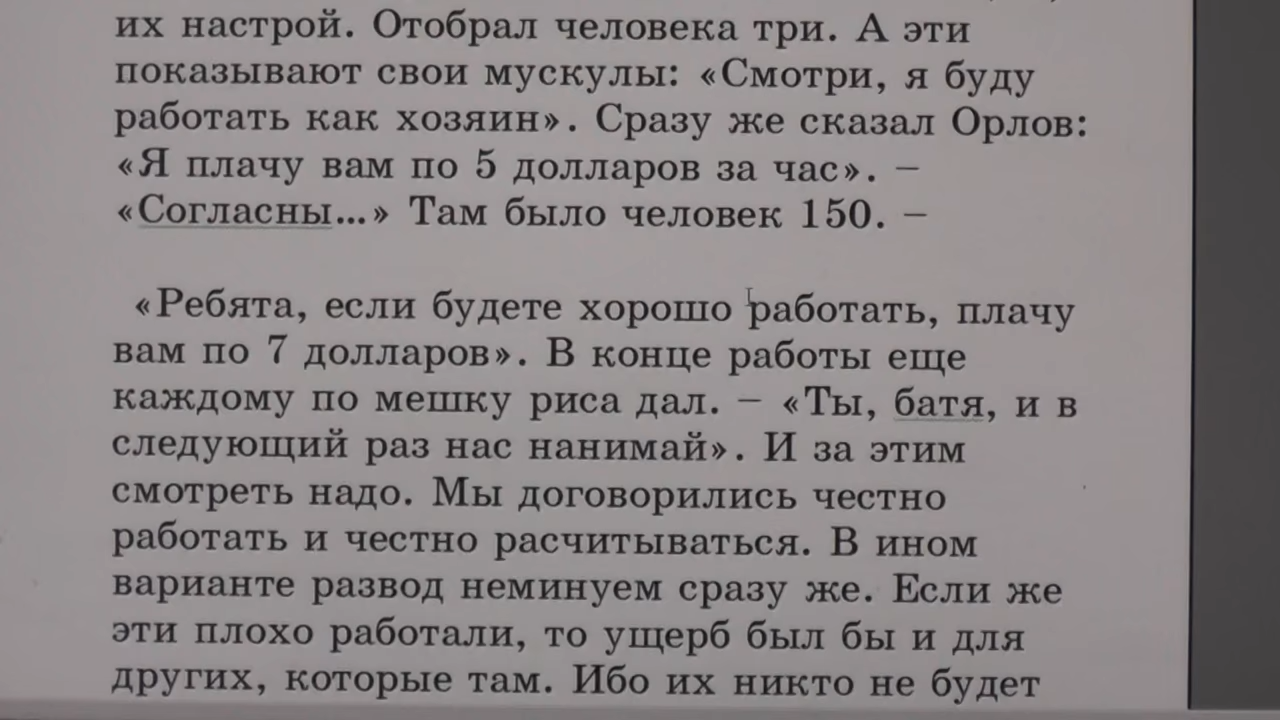 их настрой. Отобрал человека три. А эти
показывают свои мускулы: «Смотри, я буду
работать как хозяин». Сразу же сказал Орлов:
«Я плачу вам по 5 долларов за час». –
«Согласны...» Там было человек 150. –
«Ребята, если будете хорошо работать, плачу
вам по 7 долларов». В конце работы еще
каждому по мешку риса дал. – «Ты, батя, и в
следующий раз нас нанимай». И за этим
смотреть надо. Мы договорились честно
работать и честно расчитываться. В ином
варианте развод неминуем сразу же. Если же
эти плохо работали, то ущерб был бы и для
других, которые там. Ибо их никто не будет